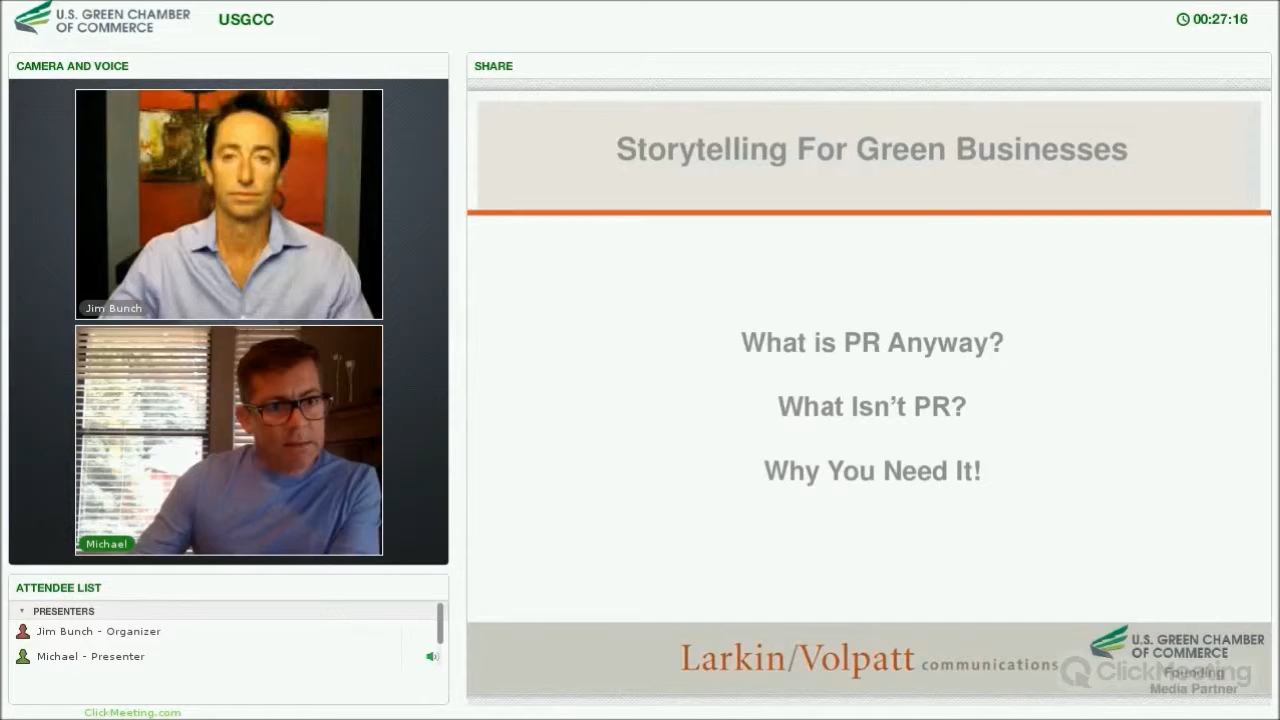 U.S. GREEN CHAMBER
OF COMMERCE
USGCC
00:27:16
CAMERA AND VOICE
Jim Bunch
Michael
ATTENDEE LIST
PRESENTERS
Jim Bunch - Organizer
Michael - Presenter
ClickMeeting.com
SHARE
Storytelling For Green Businesses
What is PR Anyway?
What Isn't PR?
Why You Need It!
Larkin/Volpatt communications
U.S. GREEN CHAMBER
OF COMMERCE
ClickMeeting
Founding
Media Partner